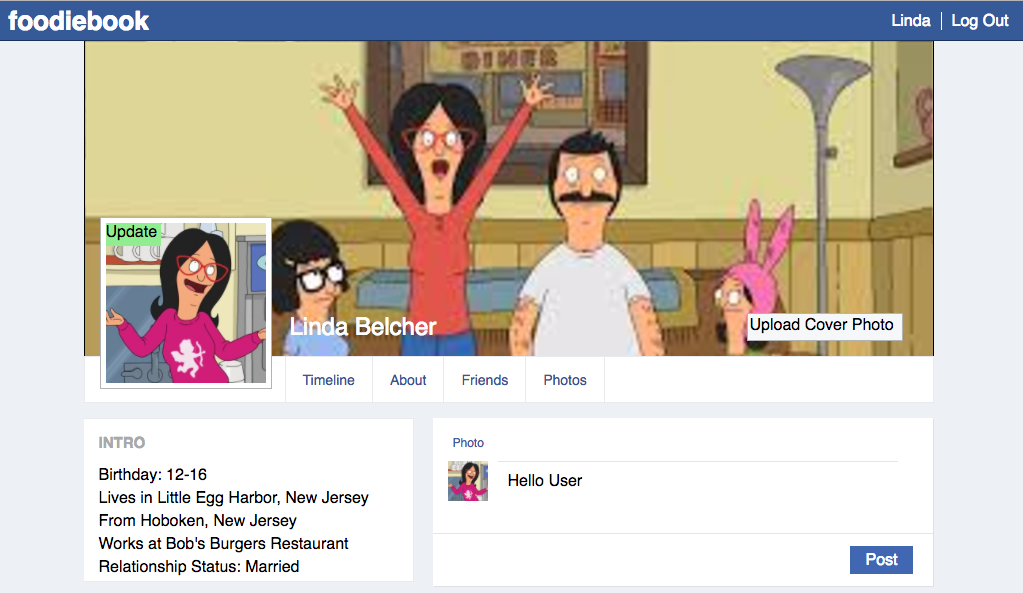 foodiebook
Linda | Log Out
DINER
Update
Linda Belcher
Upload Cover Photo
Timeline
About
Friends
Photos
INTRO
Birthday: 12-16
Lives in Little Egg Harbor, New Jersey
From Hoboken, New Jersey
Works at Bob's Burgers Restaurant
Relationship Status: Married
Photo
Hello User
Post